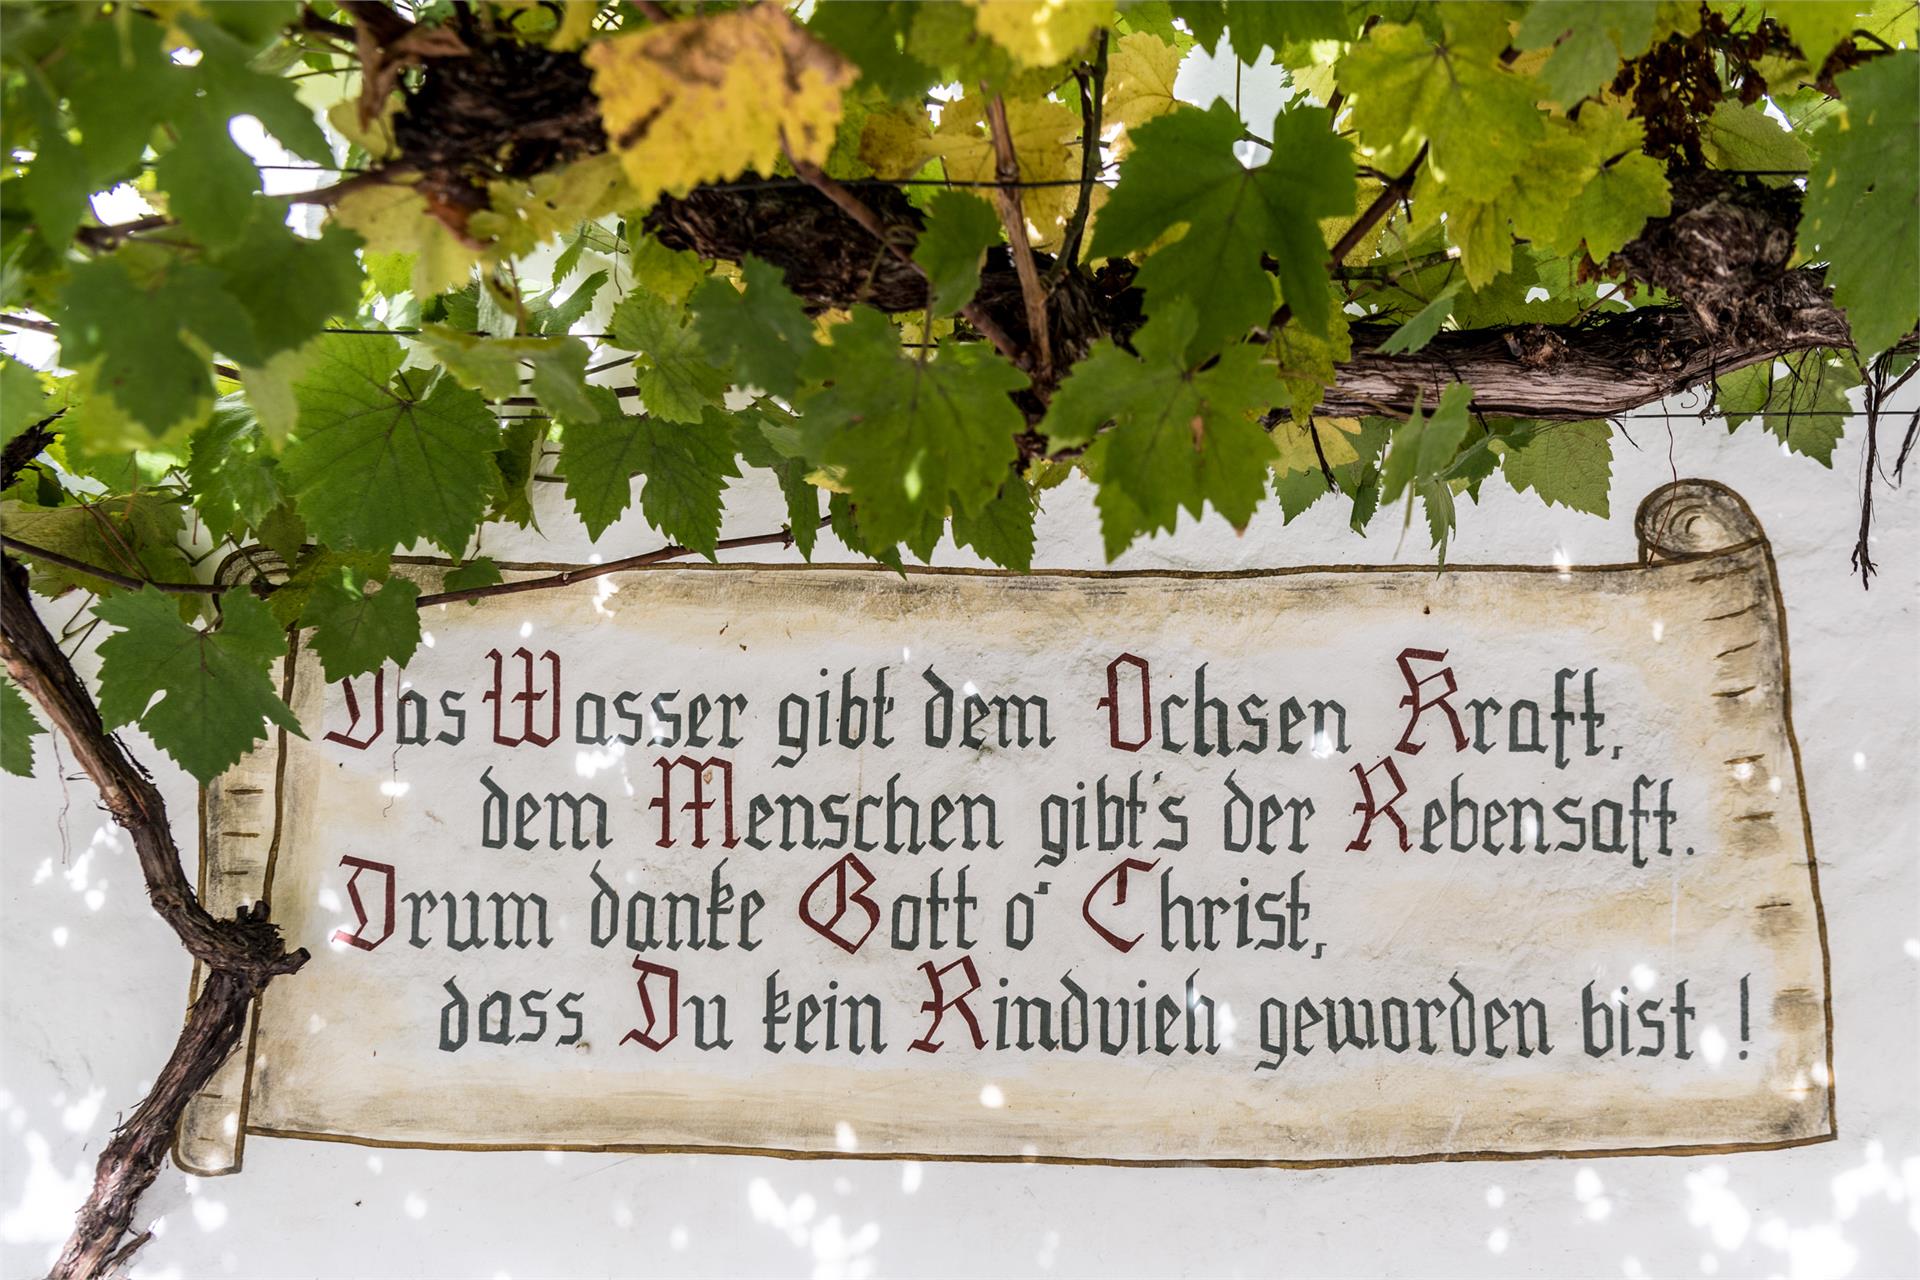 Das Wasser gibt dem Ochsen Kraft,
dem Menschen gibt's der Rebensaft.
Drum danke Gott o' Christ,
dass Du kein Rindvieh geworden bist !